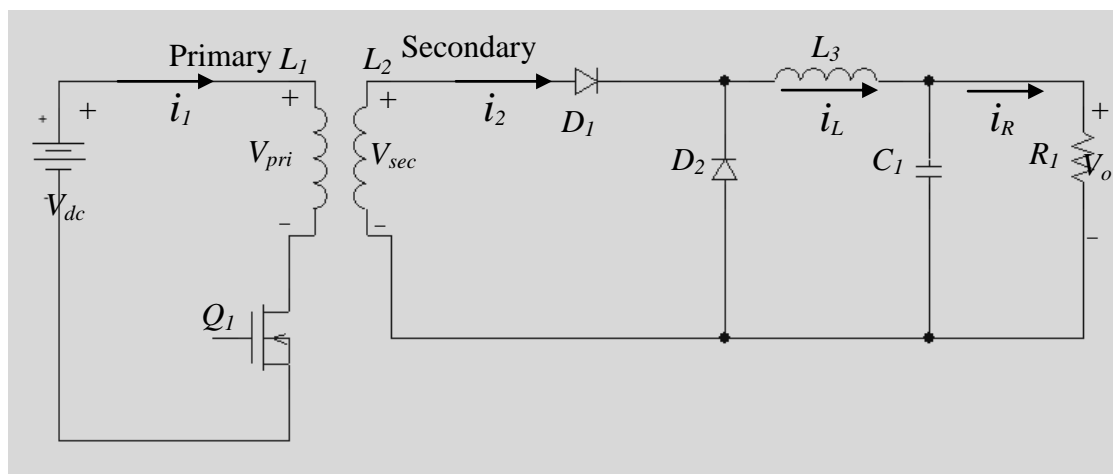 Primary L1 L2 Secondary L3
+ + i1 + + i2 D1 iL iR +
Vpri Vsec D2 C1 R1 Vo
- Vdc − − −
Q1